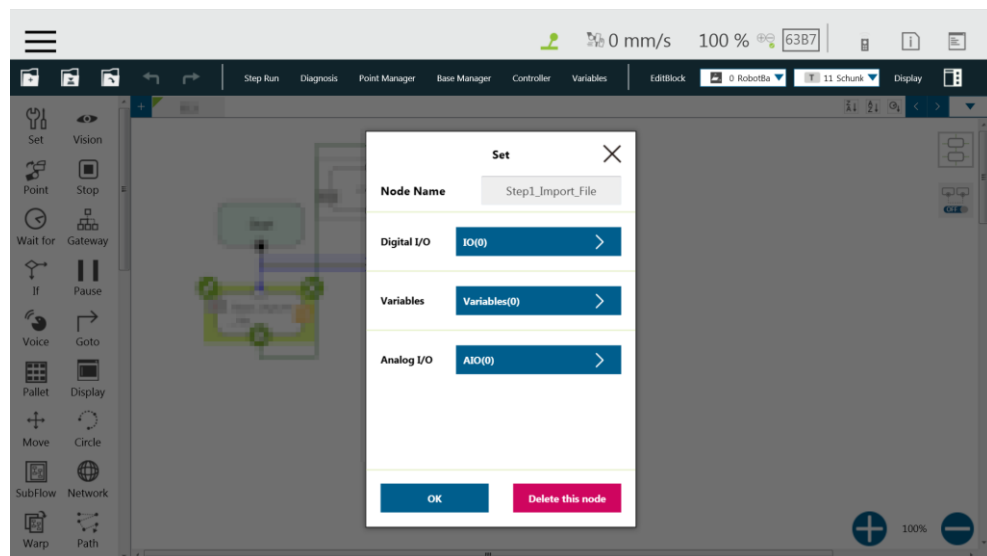 0 mm/s 100 % 63B7
Step Run Diagnosis Point Manager Base Manager Controller Variables EditBlock 0 RobotBa T 11 Schunk Display
Set Vision
Point Stop
Wait for Gateway
If Pause
Voice Goto
Pallet Display
Move Circle
SubFlow Network
Warp Path
Set
Node Name Step1_Import_File
Digital I/O IO(0)
Variables Variables(0)
Analog I/O AIO(0)
OK Delete this node
OFF
100%